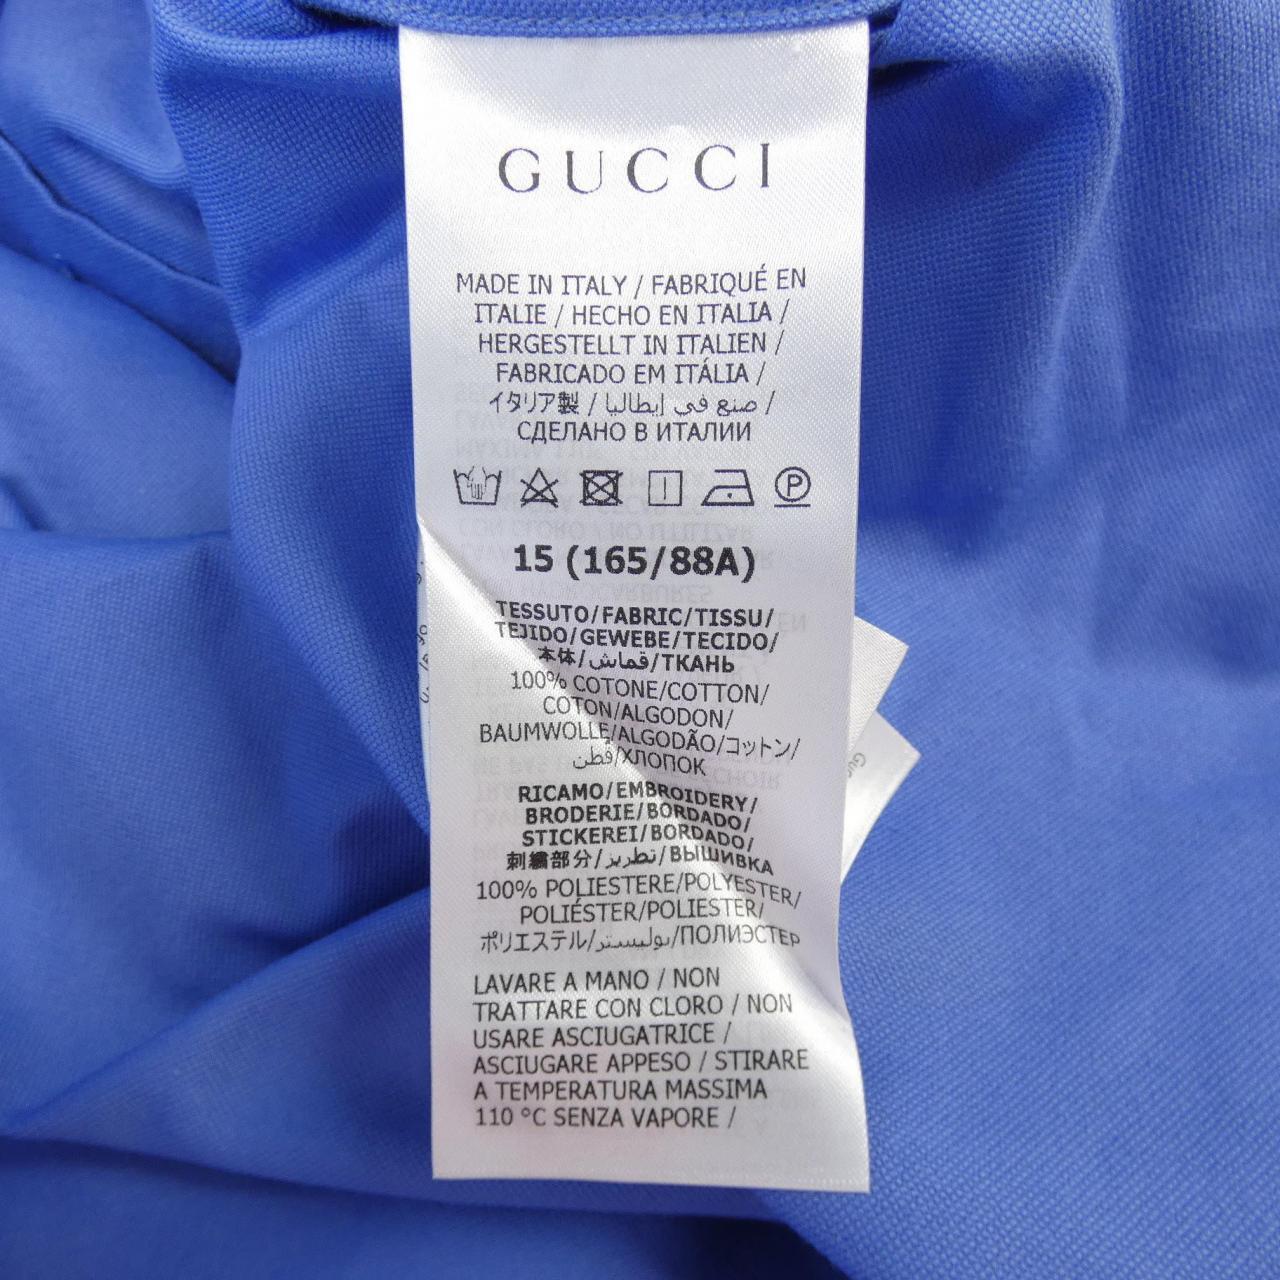 GUCCI
MADE IN ITALY / FABRIQUÉ EN
ITALIE / HECHO EN ITALIA /
HERGESTELLT IN ITALIEN /
FABRICADO EM ITÁLIA /
イタリア製 / صنع في إيطاليا /
СДЕЛАНО В ИТАЛИИ
P
15 (165/88A)
TESSUTO/FABRIC/TISSU/
TEJIDO/GEWEBE/TECIDO/
本体/قماش/ТКАНЬ
100% COTONE/COTTON/
COTON/ALGODON/
BAUMWOLLE/ALGODÃO/コットン/
قطن/ХЛОПОК
RICAMO/EMBROIDERY/
BRODERIE/BORDADO/
STICKEREI/BORDADO/
刺繍部分/تطريز/ВЫШИВКА
100% POLIESTERE/POLYESTER/
POLIÉSTER/POLIESTER/
ポリエステル/بوليستر/ПОЛИЭСТЕР
LAVARE A MANO / NON
TRATTARE CON CLORO / NON
USARE ASCIUGATRICE /
ASCIUGARE APPESO / STIRARE
A TEMPERATURA MASSIMA
110 °C SENZA VAPORE /